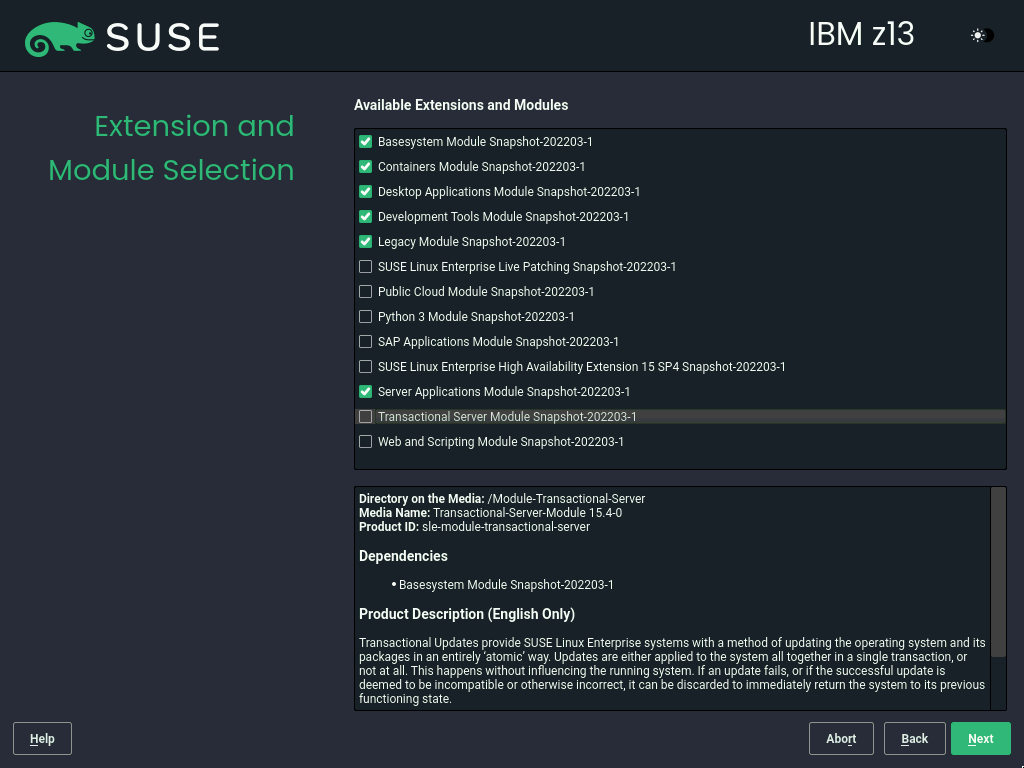 SUSE
IBM z13
Extension and
Module Selection
Available Extensions and Modules
Basesystem Module Snapshot-202203-1
Containers Module Snapshot-202203-1
Desktop Applications Module Snapshot-202203-1
Development Tools Module Snapshot-202203-1
Legacy Module Snapshot-202203-1
SUSE Linux Enterprise Live Patching Snapshot-202203-1
Public Cloud Module Snapshot-202203-1
Python 3 Module Snapshot-202203-1
SAP Applications Module Snapshot-202203-1
SUSE Linux Enterprise High Availability Extension 15 SP4 Snapshot-202203-1
Server Applications Module Snapshot-202203-1
Transactional Server Module Snapshot-202203-1
Web and Scripting Module Snapshot-202203-1
Directory on the Media: /Module-Transactional-Server
Media Name: Transactional-Server-Module 15.4-0
Product ID: sle-module-transactional-server
Dependencies
• Basesystem Module Snapshot-202203-1
Product Description (English Only)
Transactional Updates provide SUSE Linux Enterprise systems with a method of updating the operating system and its
packages in an entirely ‘atomic’ way. Updates are either applied to the system all together in a single transaction, or
not at all. This happens without influencing the running system. If an update fails, or if the successful update is
deemed to be incompatible or otherwise incorrect, it can be discarded to immediately return the system to its previous
functioning state.
Help
Abort
Back
Next